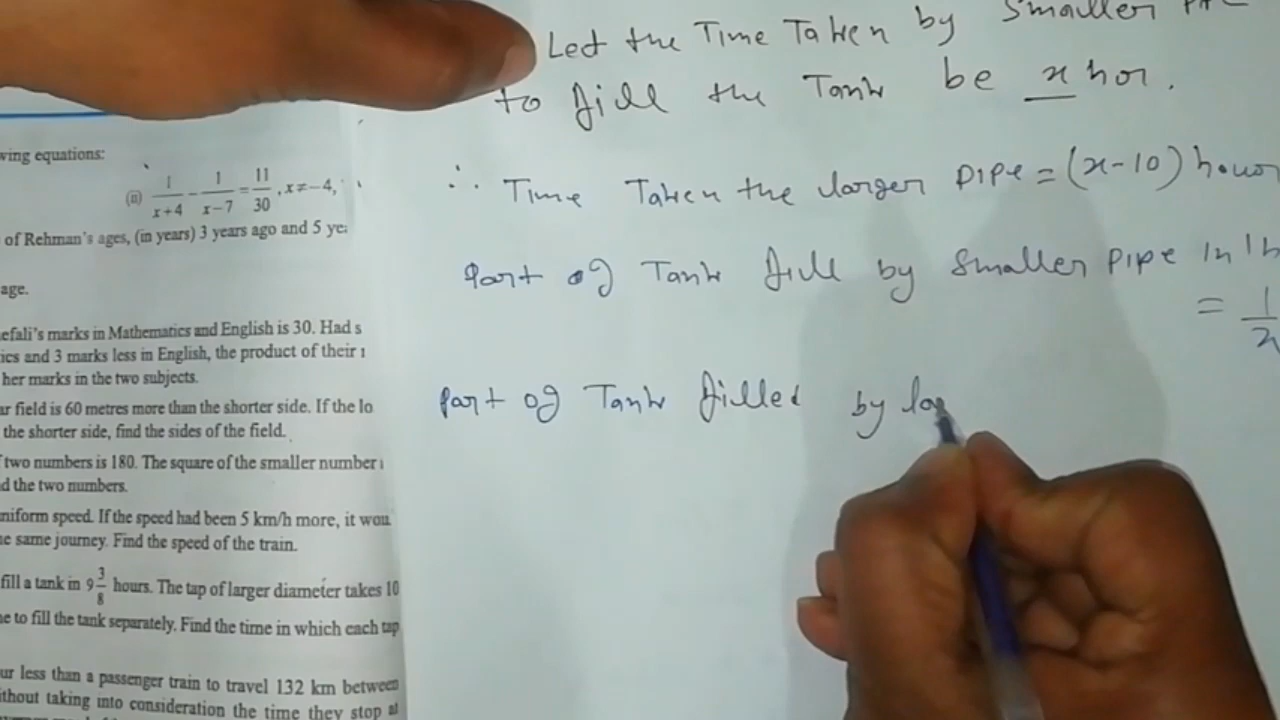 Let the Time Taken by Smaller
to fill the Tank be x hor.
∴ Time Taken the larger Pipe = (x-10) hour
Part of Tank fill by Smaller Pipe in 1 h
= 1/x
Part of Tank filled by la
wing equations:
(ii) 1/x+4 - 1/x-7 = 11/30, x ≠ -4,
of Rehman's ages, (in years) 3 years ago and 5 ye
age.
efali's marks in Mathematics and English is 30. Had s
ics and 3 marks less in English, the product of their
her marks in the two subjects.
ar field is 60 metres more than the shorter side. If the lo
the shorter side, find the sides of the field.
two numbers is 180. The square of the smaller number
d the two numbers.
niform speed. If the speed had been 5 km/h more, it wou
e same journey. Find the speed of the train.
fill a tank in 9 3/8 hours. The tap of larger diameter takes 10
e to fill the tank separately. Find the time in which each tap
ur less than a passenger train to travel 132 km between
ithout taking into consideration the time they stop at